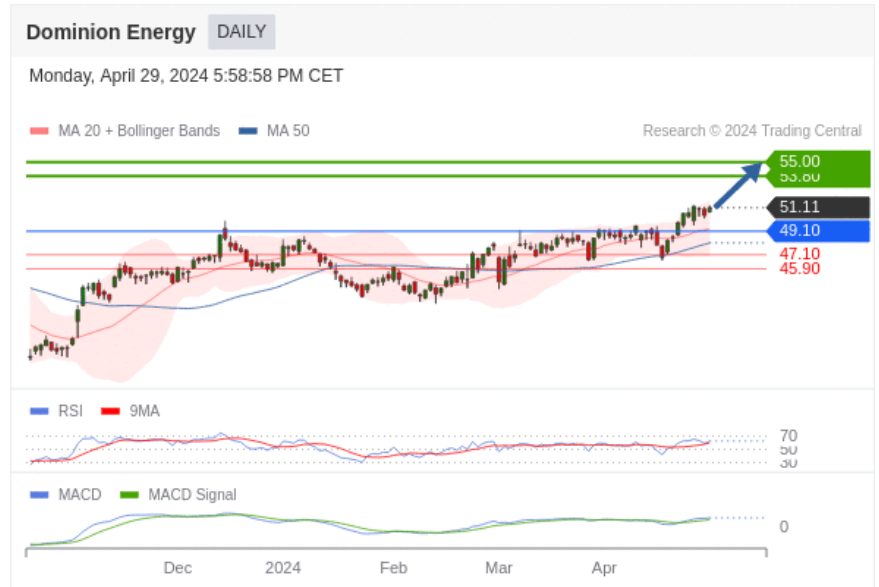 Dominion Energy DAILY
Monday, April 29, 2024 5:58:58 PM CET
MA 20 + Bollinger Bands MA 50 Research © 2024 Trading Central
55.00
53.80
51.11
49.10
47.10
45.90
RSI 9MA
70
50
30
MACD MACD Signal
0
Dec 2024 Feb Mar Apr